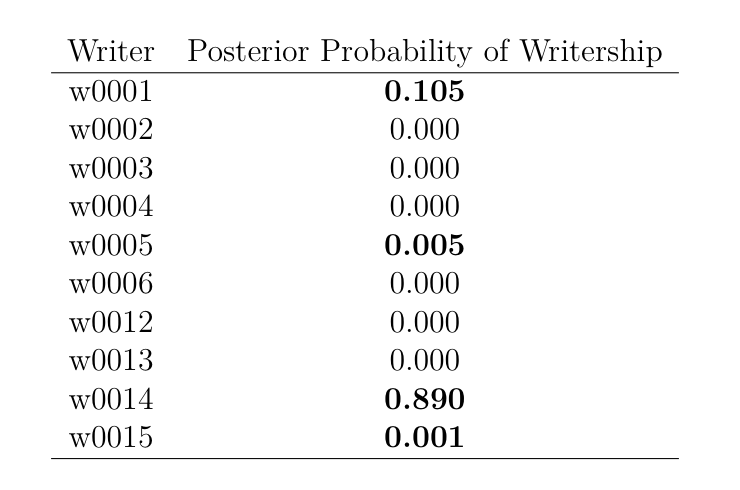 Writer Posterior Probability of Writership
w0001 0.105
w0002 0.000
w0003 0.000
w0004 0.000
w0005 0.005
w0006 0.000
w0012 0.000
w0013 0.000
w0014 0.890
w0015 0.001